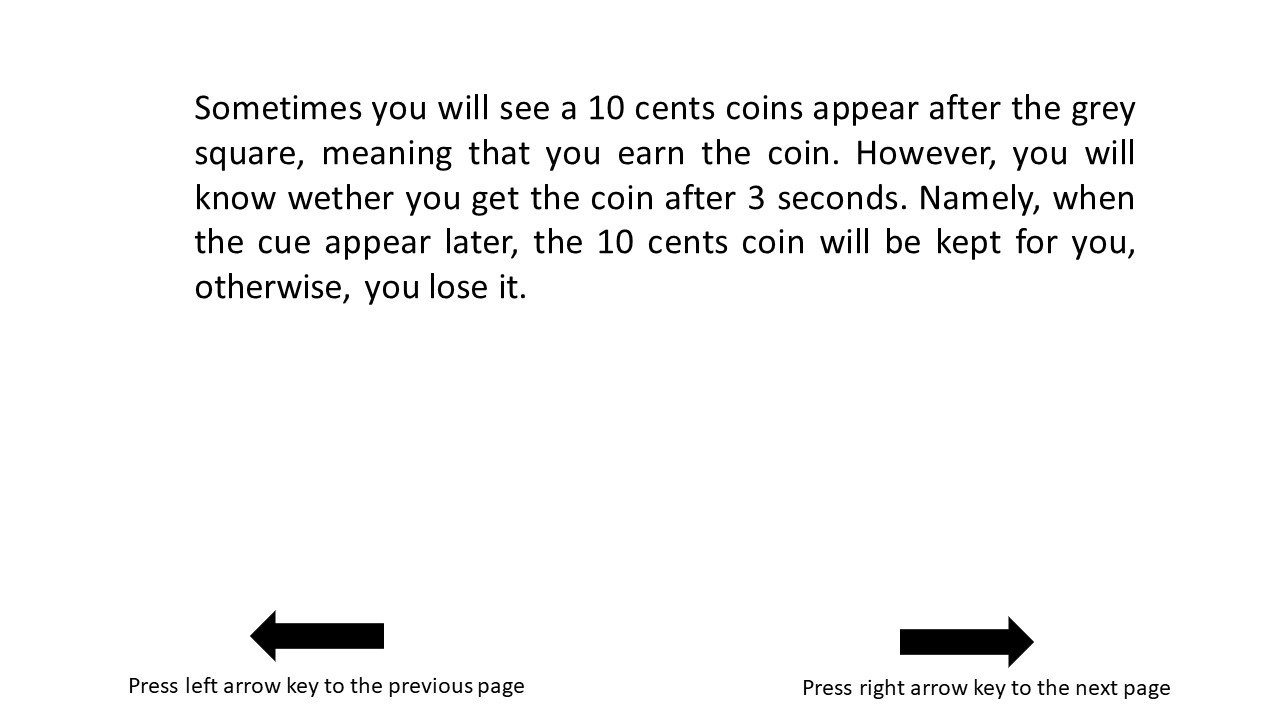 Sometimes you will see a 10 cents coins appear after the grey
square, meaning that you earn the coin. However, you will
know wether you get the coin after 3 seconds. Namely, when
the cue appear later, the 10 cents coin will be kept for you,
otherwise, you lose it.
Press left arrow key to the previous page
Press right arrow key to the next page